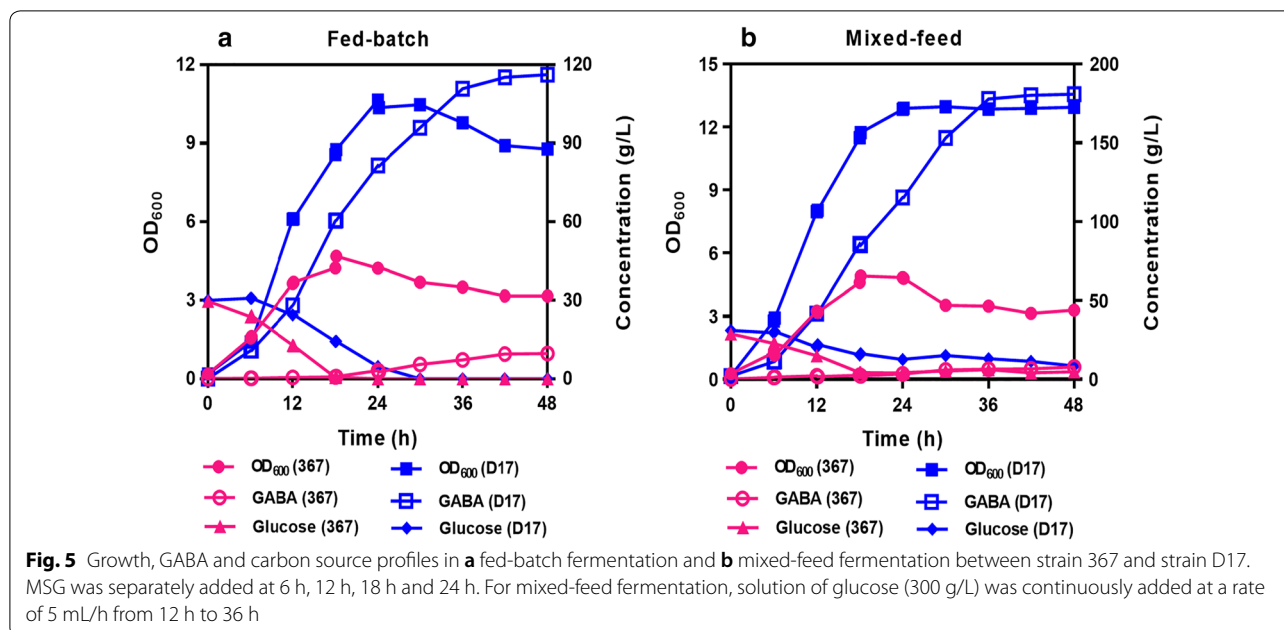 a Fed-batch
12
9
6
3
0
OD600
120
90
60
30
0
Concentration (g/L)
0 12 24 36 48
Time (h)
OD600 (367) OD600 (D17)
GABA (367) GABA (D17)
Glucose (367) Glucose (D17)
b Mixed-feed
15
12
9
6
3
0
OD600
200
150
100
50
0
Concentration (g/L)
0 12 24 36 48
Time (h)
OD600 (367) OD600 (D17)
GABA (367) GABA (D17)
Glucose (367) Glucose (D17)
Fig. 5 Growth, GABA and carbon source profiles in a fed-batch fermentation and b mixed-feed fermentation between strain 367 and strain D17.
MSG was separately added at 6 h, 12 h, 18 h and 24 h. For mixed-feed fermentation, solution of glucose (300 g/L) was continuously added at a rate
of 5 mL/h from 12 h to 36 h